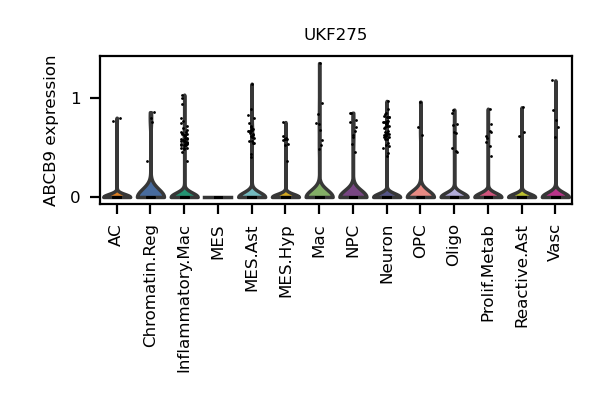 UKF275
ABCB9 expression
1
0
AC
Chromatin.Reg
Inflammatory.Mac
MES
MES.Ast
MES.Hyp
Mac
NPC
Neuron
OPC
Oligo
Prolif.Metab
Reactive.Ast
Vasc